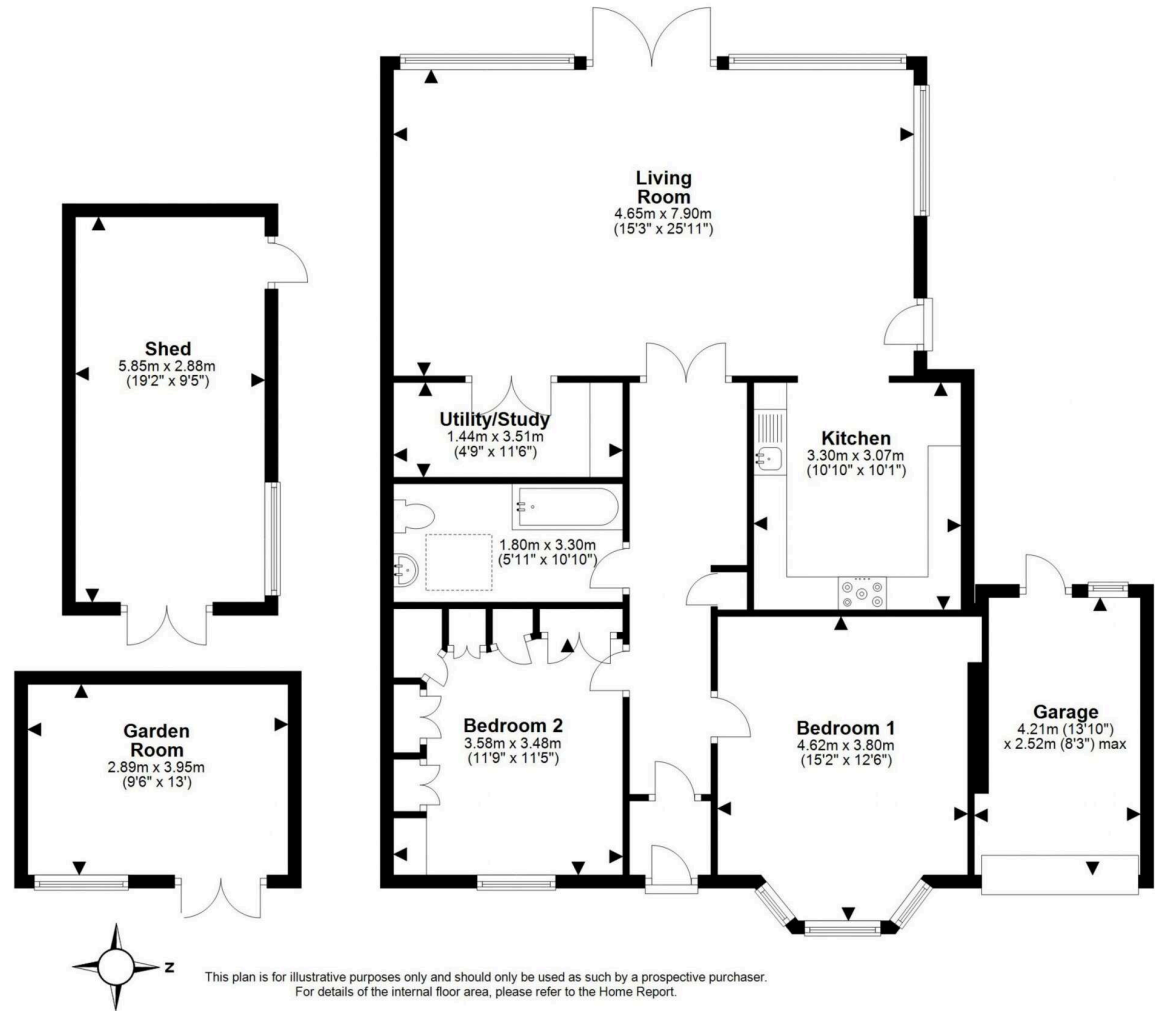 Living
Room
4.65m x 7.90m
(15'3" x 25'11")
Shed
5.85m x 2.88m
(19'2" x 9'5")
Utility/Study
1.44m x 3.51m
(4'9" x 11'6")
Kitchen
3.30m x 3.07m
(10'10" x 10'1")
1.80m x 3.30m
(5'11" x 10'10")
Garden
Room
2.89m x 3.95m
(9'6" x 13')
Bedroom 2
3.58m x 3.48m
(11'9" x 11'5")
Bedroom 1
4.62m x 3.80m
(15'2" x 12'6")
Garage
4.21m (13'10")
x 2.52m (8'3") max
N
This plan is for illustrative purposes only and should only be used as such by a prospective purchaser.
For details of the internal floor area, please refer to the Home Report.